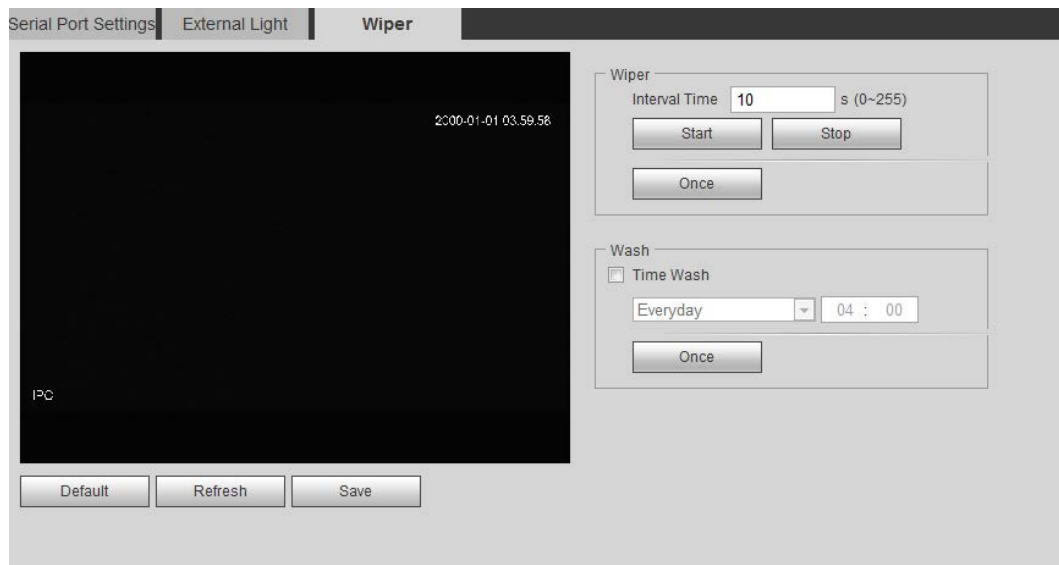 Serial Port Settings External Light Wiper
2000-01-01 03:59:58
IPC
Default Refresh Save
Wiper
Interval Time 10 s (0~255)
Start Stop
Once
Wash
Time Wash
Everyday 04 : 00
Once